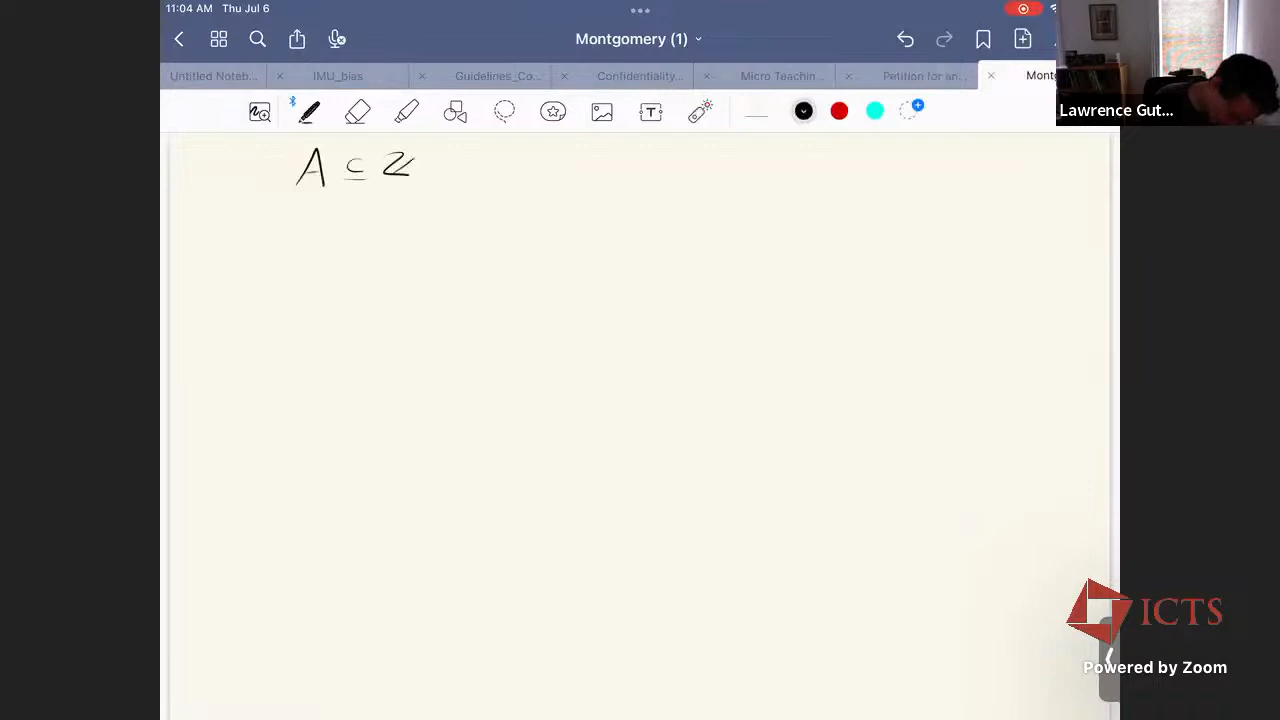 11:04 AM Thu Jul 6
Montgomery (1)
Untitled Noteb... IMU_bias Guidelines_Co... Confidentiality... Micro Teachin... Petition for an... Montg
Lawrence Gut...
A ⊆ ℤ
ICTS
Powered by Zoom